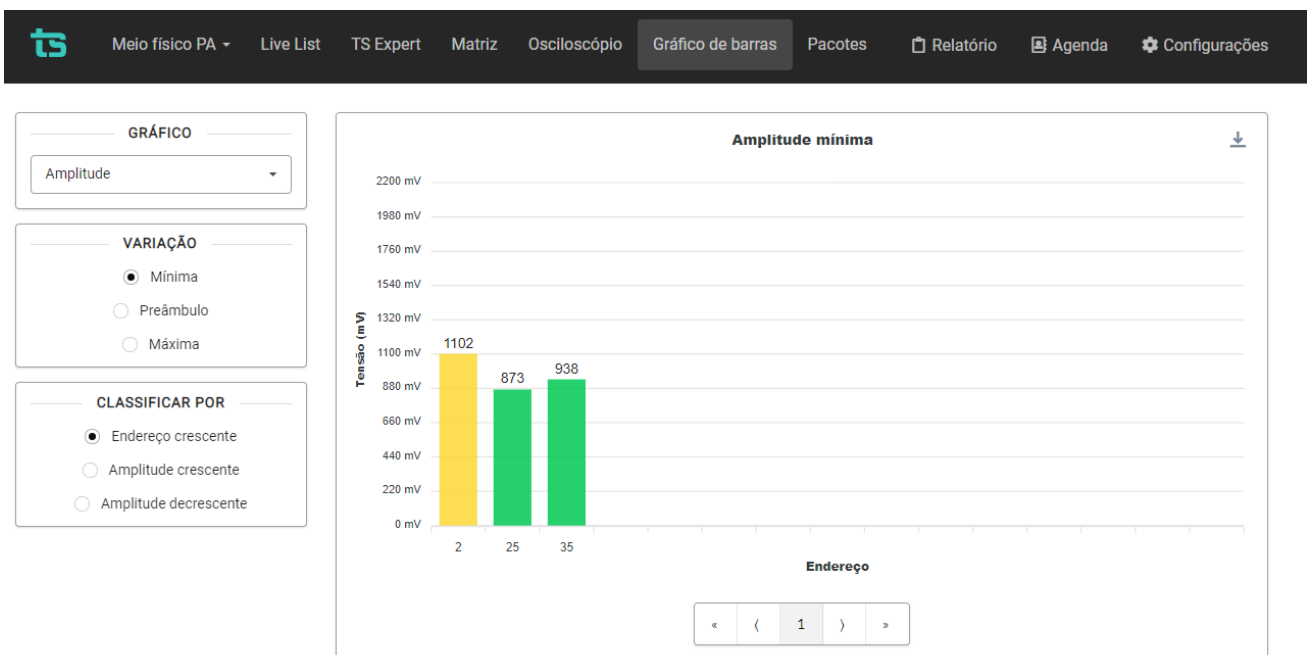 ts Meio físico PA Live List TS Expert Matriz Osciloscópio Gráfico de barras Pacotes Relatório Agenda Configurações
GRÁFICO
Amplitude
VARIAÇÃO
Mínima
Preâmbulo
Máxima
CLASSIFICAR POR
Endereço crescente
Amplitude crescente
Amplitude decrescente
Amplitude mínima
Tensão (mV)
2200 mV
1980 mV
1760 mV
1540 mV
1320 mV
1100 mV
880 mV
660 mV
440 mV
220 mV
0 mV
1102 873 938
2 25 35
Endereço
« ⟨ 1 ⟩ »